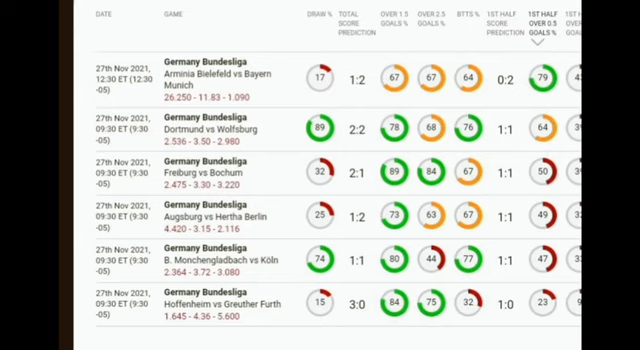 DATE GAME DRAW % TOTAL SCORE PREDICTION OVER 1.5 GOALS % OVER 2.5 GOALS % BTTS % 1ST HALF SCORE PREDICTION 1ST HALF OVER 0.5 GOALS %
27th Nov 2021, 12:30 ET (12:30 -05)
Germany Bundesliga
Arminia Bielefeld vs Bayern Munich
26.250 - 11.83 - 1.090
17 1:2 67 67 64 0:2 79
27th Nov 2021, 09:30 ET (9:30 -05)
Germany Bundesliga
Dortmund vs Wolfsburg
2.536 - 3.50 - 2.980
89 2:2 78 68 76 1:1 64
27th Nov 2021, 09:30 ET (9:30 -05)
Germany Bundesliga
Freiburg vs Bochum
2.475 - 3.30 - 3.220
32 2:1 89 84 67 1:1 50
27th Nov 2021, 09:30 ET (9:30 -05)
Germany Bundesliga
Augsburg vs Hertha Berlin
4.420 - 3.15 - 2.116
25 1:2 73 63 67 1:1 49
27th Nov 2021, 09:30 ET (9:30 -05)
Germany Bundesliga
B. Monchengladbach vs Köln
2.364 - 3.72 - 3.080
74 1:1 80 44 77 1:1 47
27th Nov 2021, 09:30 ET (9:30 -05)
Germany Bundesliga
Hoffenheim vs Greuther Furth
1.645 - 4.36 - 5.600
15 3:0 84 75 32 1:0 23